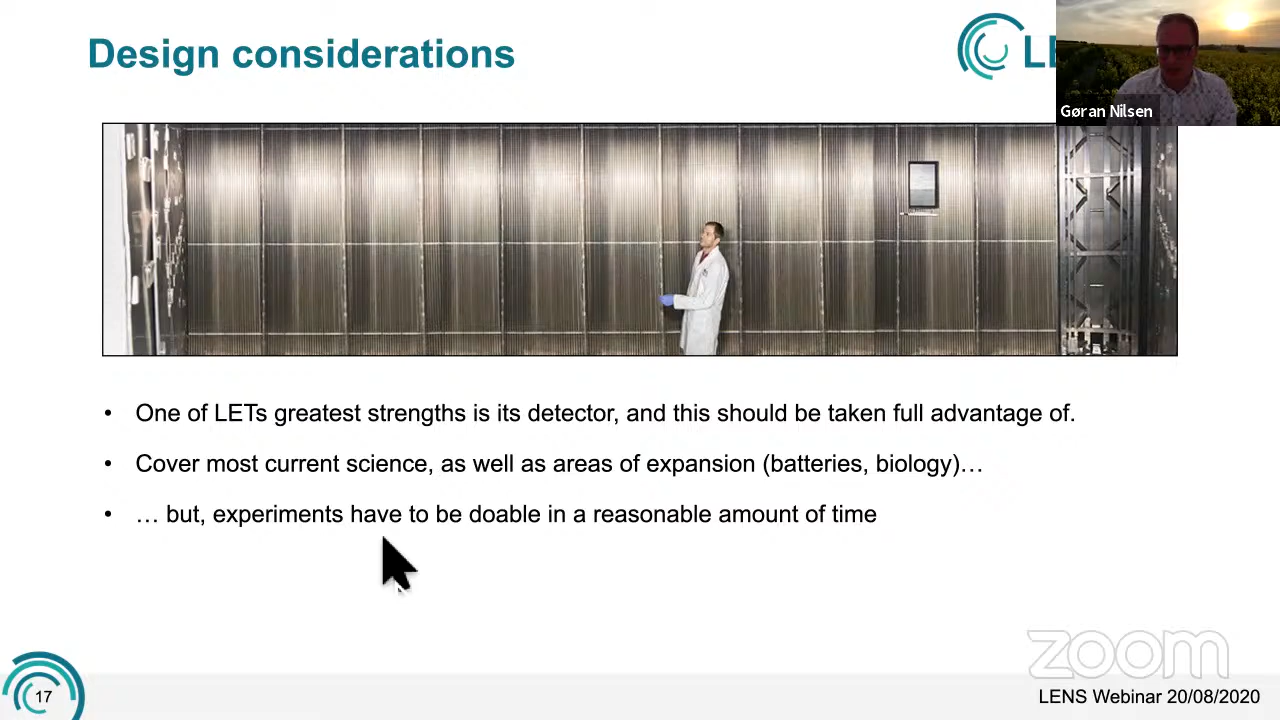 Design considerations
LE
Gøran Nilsen
• One of LETs greatest strengths is its detector, and this should be taken full advantage of.
• Cover most current science, as well as areas of expansion (batteries, biology)…
• … but, experiments have to be doable in a reasonable amount of time
zoom
17
LENS Webinar 20/08/2020